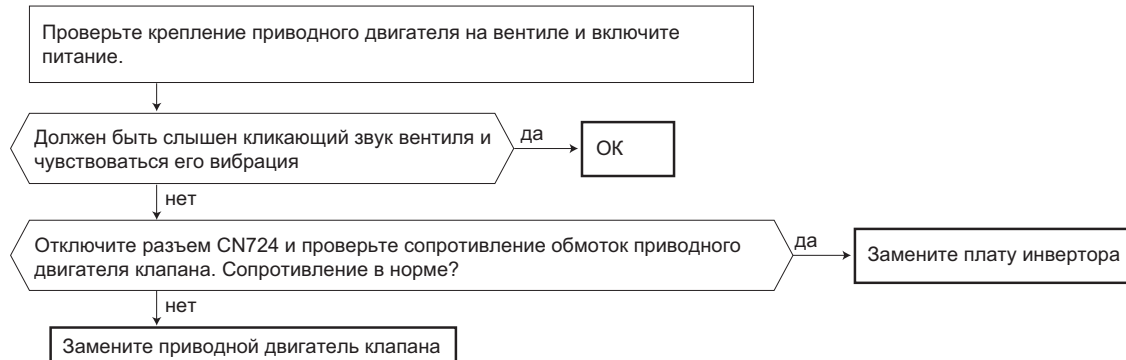 Проверьте крепление приводного двигателя на вентиле и включите
питание.
Должен быть слышен кликающий звук вентиля и
чувствоваться его вибрация
да
ОК
нет
Отключите разъем CN724 и проверьте сопротивление обмоток приводного
двигателя клапана. Сопротивление в норме?
да
Замените плату инвертора
нет
Замените приводной двигатель клапана